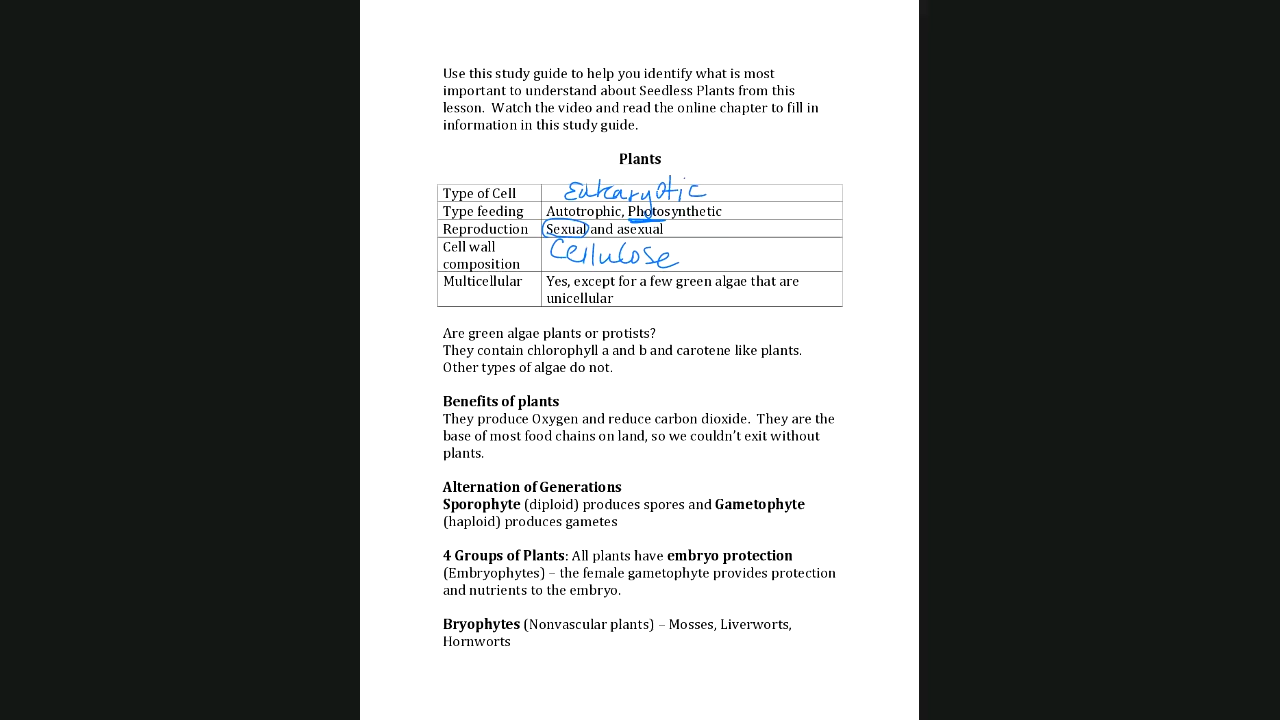 Use this study guide to help you identify what is most
important to understand about Seedless Plants from this
lesson. Watch the video and read the online chapter to fill in
information in this study guide.
Plants
Type of Cell Eukaryotic
Type feeding Autotrophic, Photosynthetic
Reproduction Sexual and asexual
Cell wall
composition Cellulose
Multicellular Yes, except for a few green algae that are
unicellular
Are green algae plants or protists?
They contain chlorophyll a and b and carotene like plants.
Other types of algae do not.
Benefits of plants
They produce Oxygen and reduce carbon dioxide. They are the
base of most food chains on land, so we couldn't exit without
plants.
Alternation of Generations
Sporophyte (diploid) produces spores and Gametophyte
(haploid) produces gametes
4 Groups of Plants: All plants have embryo protection
(Embryophytes) – the female gametophyte provides protection
and nutrients to the embryo.
Bryophytes (Nonvascular plants) – Mosses, Liverworts,
Hornworts